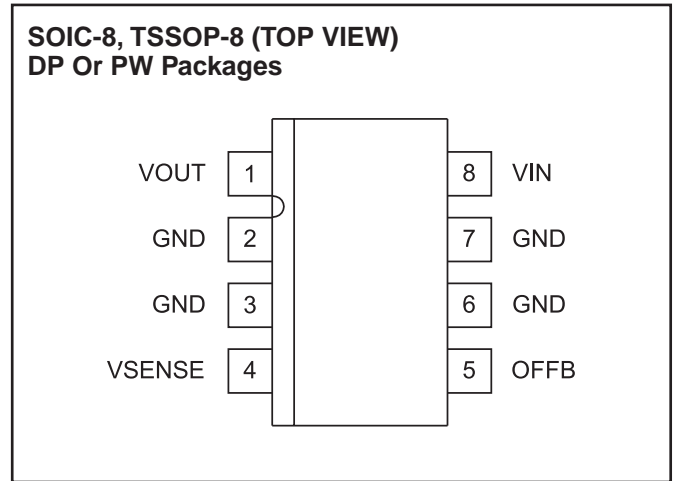 SOIC-8, TSSOP-8 (TOP VIEW)
DP Or PW Packages
VOUT 1 8 VIN
GND 2 7 GND
GND 3 6 GND
VSENSE 4 5 OFFB